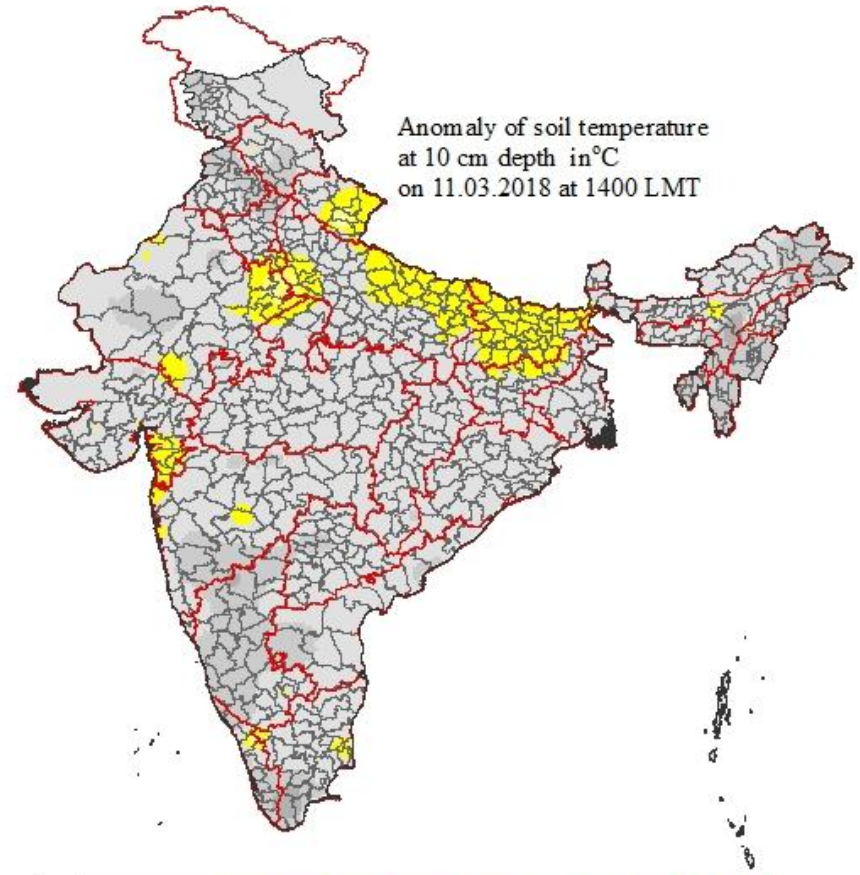 Anomaly of soil temperature
at 10 cm depth in°C
on 11.03.2018 at 1400 LMT